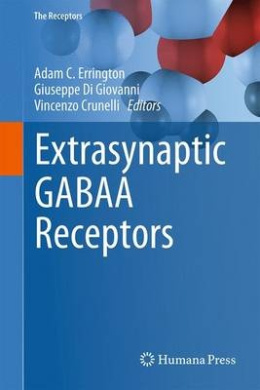 The Receptors
Adam C. Errington
Giuseppe Di Giovanni
Vincenzo Crunelli Editors
Extrasynaptic
GABAA
Receptors
Humana Press